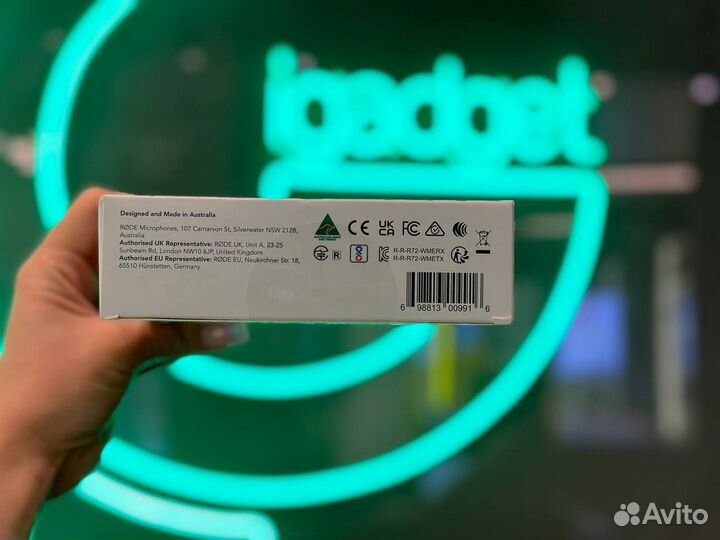 igadget
Designed and Made in Australia
RØDE Microphones, 107 Carnarvon St, Silverwater NSW 2128,
Australia
Authorised UK Representative: RØDE UK, Unit A, 23-25
Sunbeam Rd, London NW10 6JP, United Kingdom
Authorised EU Representative: RØDE EU, Neukirchner Str. 18,
65510 Hünstetten, Germany
CE UK CA FC
R
R-R-R72-WMERX
R-R-R72-WMETX
6 98813 00991 6
Avito